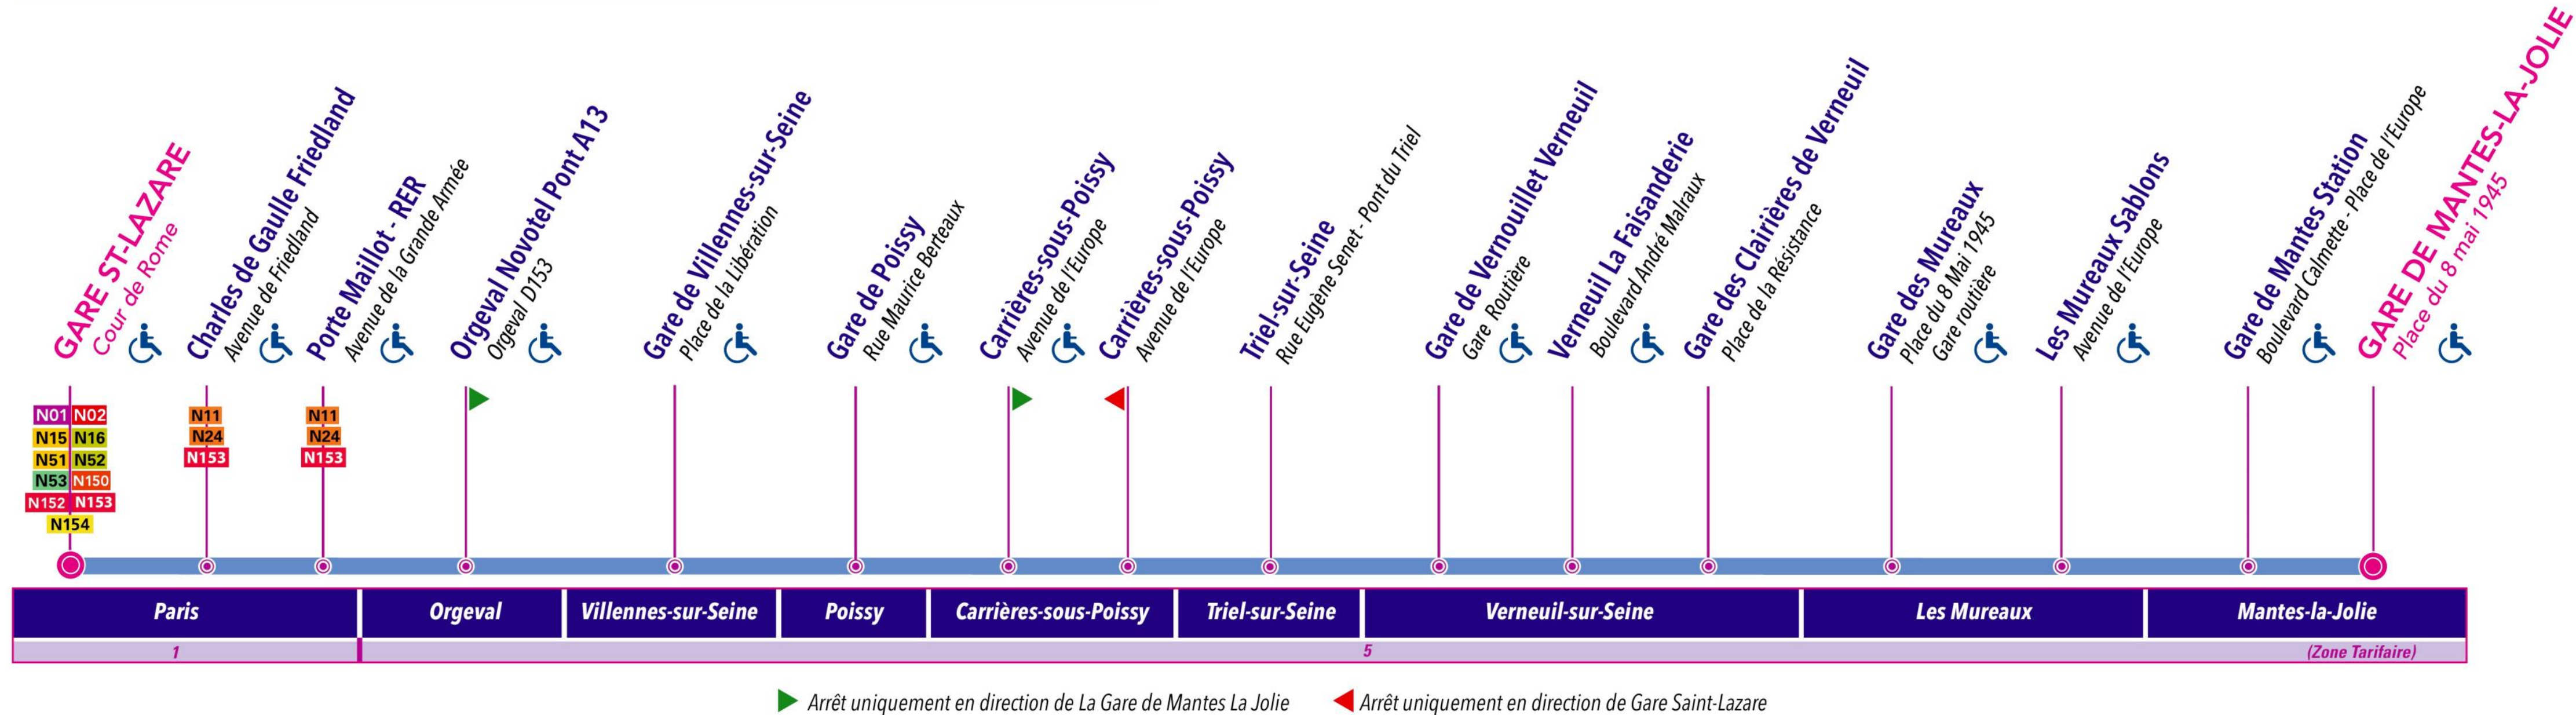 GARE ST-LAZARE
Cour de Rome
Charles de Gaulle Friedland
Avenue de Friedland
Porte Maillot - RER
Avenue de la Grande Armée
Orgeval Novotel Pont A13
Orgeval D153
Gare de Villennes-sur-Seine
Place de la Libération
Gare de Poissy
Rue Maurice Berteaux
Carrières-sous-Poissy
Avenue de l'Europe
Carrières-sous-Poissy
Avenue de l'Europe
Triel-sur-Seine
Rue Eugène Senet - Pont du Triel
Gare de Vernouillet Verneuil
Gare Routière
Verneuil La Faisanderie
Boulevard André Malraux
Gare des Clairières de Verneuil
Place de la Résistance
Gare des Mureaux
Place du 8 Mai 1945
Gare routière
Les Mureaux Sablons
Avenue de l'Europe
Gare de Mantes Station
Boulevard Calmette - Place de l'Europe
GARE DE MANTES-LA-JOLIE
Place du 8 mai 1945
N01 N02
N15 N16
N51 N52
N53 N150
N152 N153
N154
N11
N24
N153
N11
N24
N153
Paris
Orgeval
Villennes-sur-Seine
Poissy
Carrières-sous-Poissy
Triel-sur-Seine
Verneuil-sur-Seine
Les Mureaux
Mantes-la-Jolie
1
5
(Zone Tarifaire)
Arrêt uniquement en direction de La Gare de Mantes La Jolie
Arrêt uniquement en direction de Gare Saint-Lazare